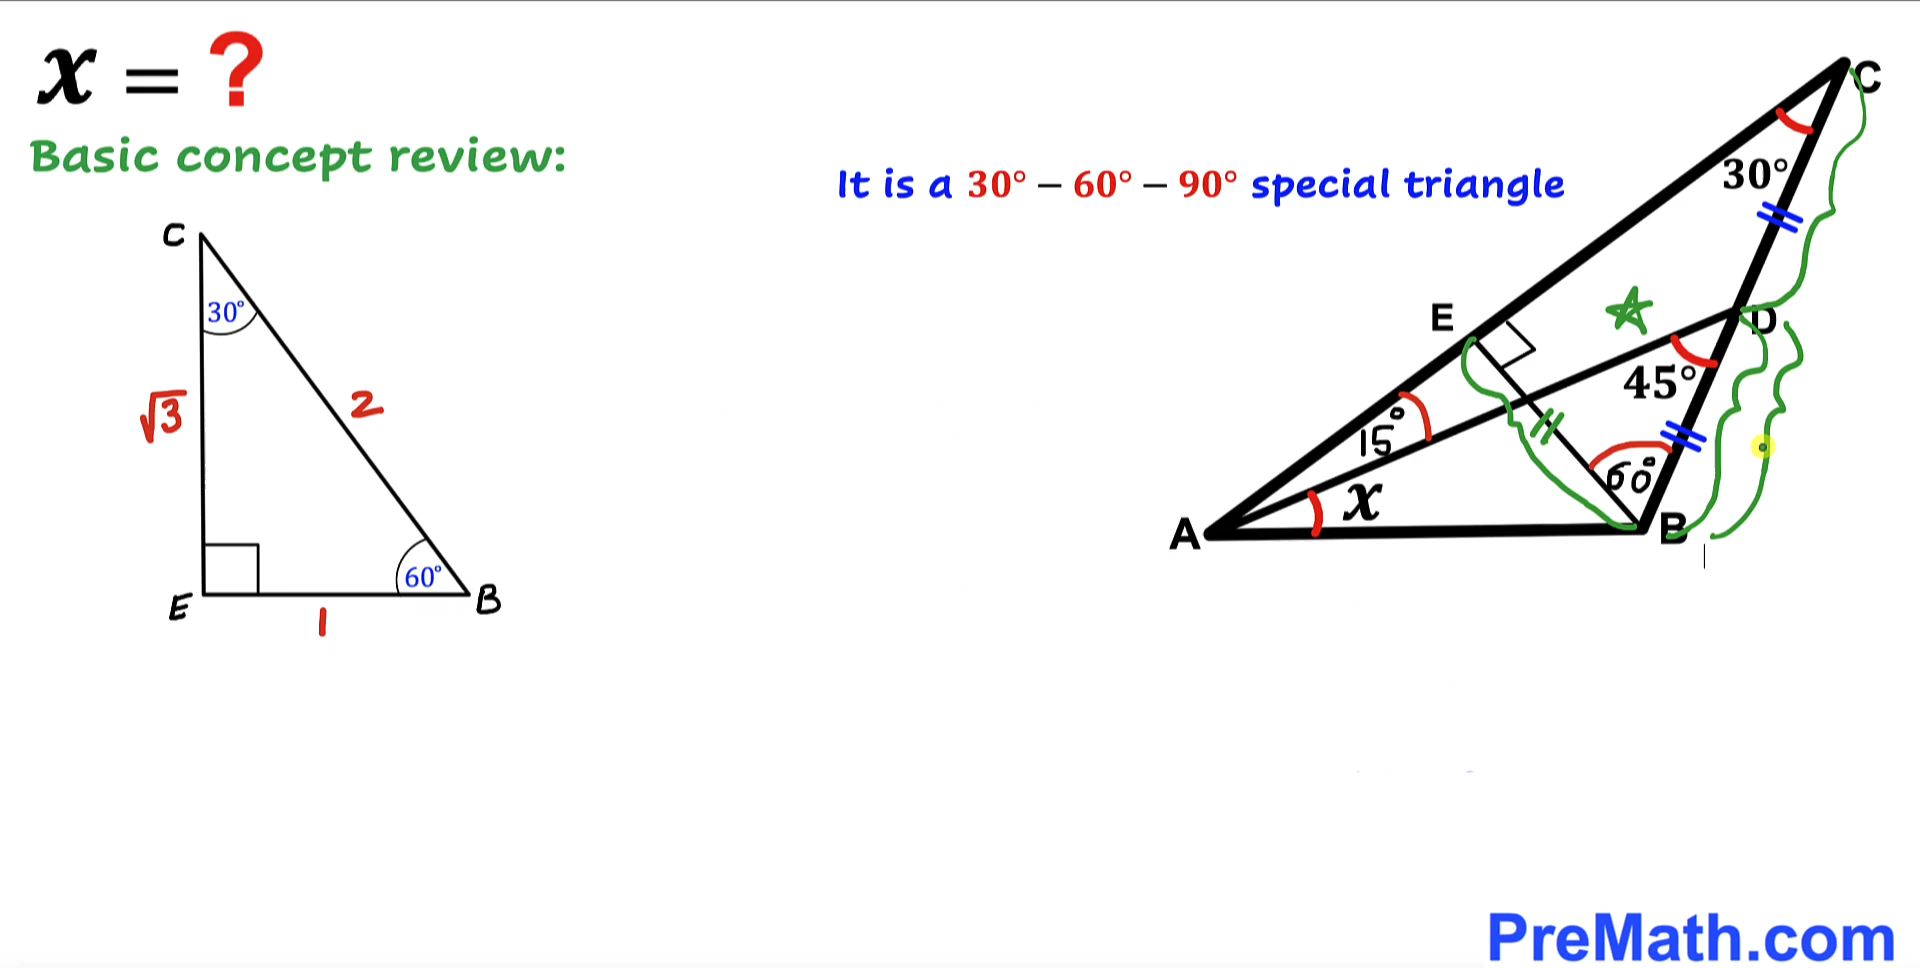 x = ?
Basic concept review:
It is a 30° – 60° – 90° special triangle
C
30°
√3
2
60°
E
1
B
C
30°
E
D
45°
15°
60°
x
A
B
PreMath.com